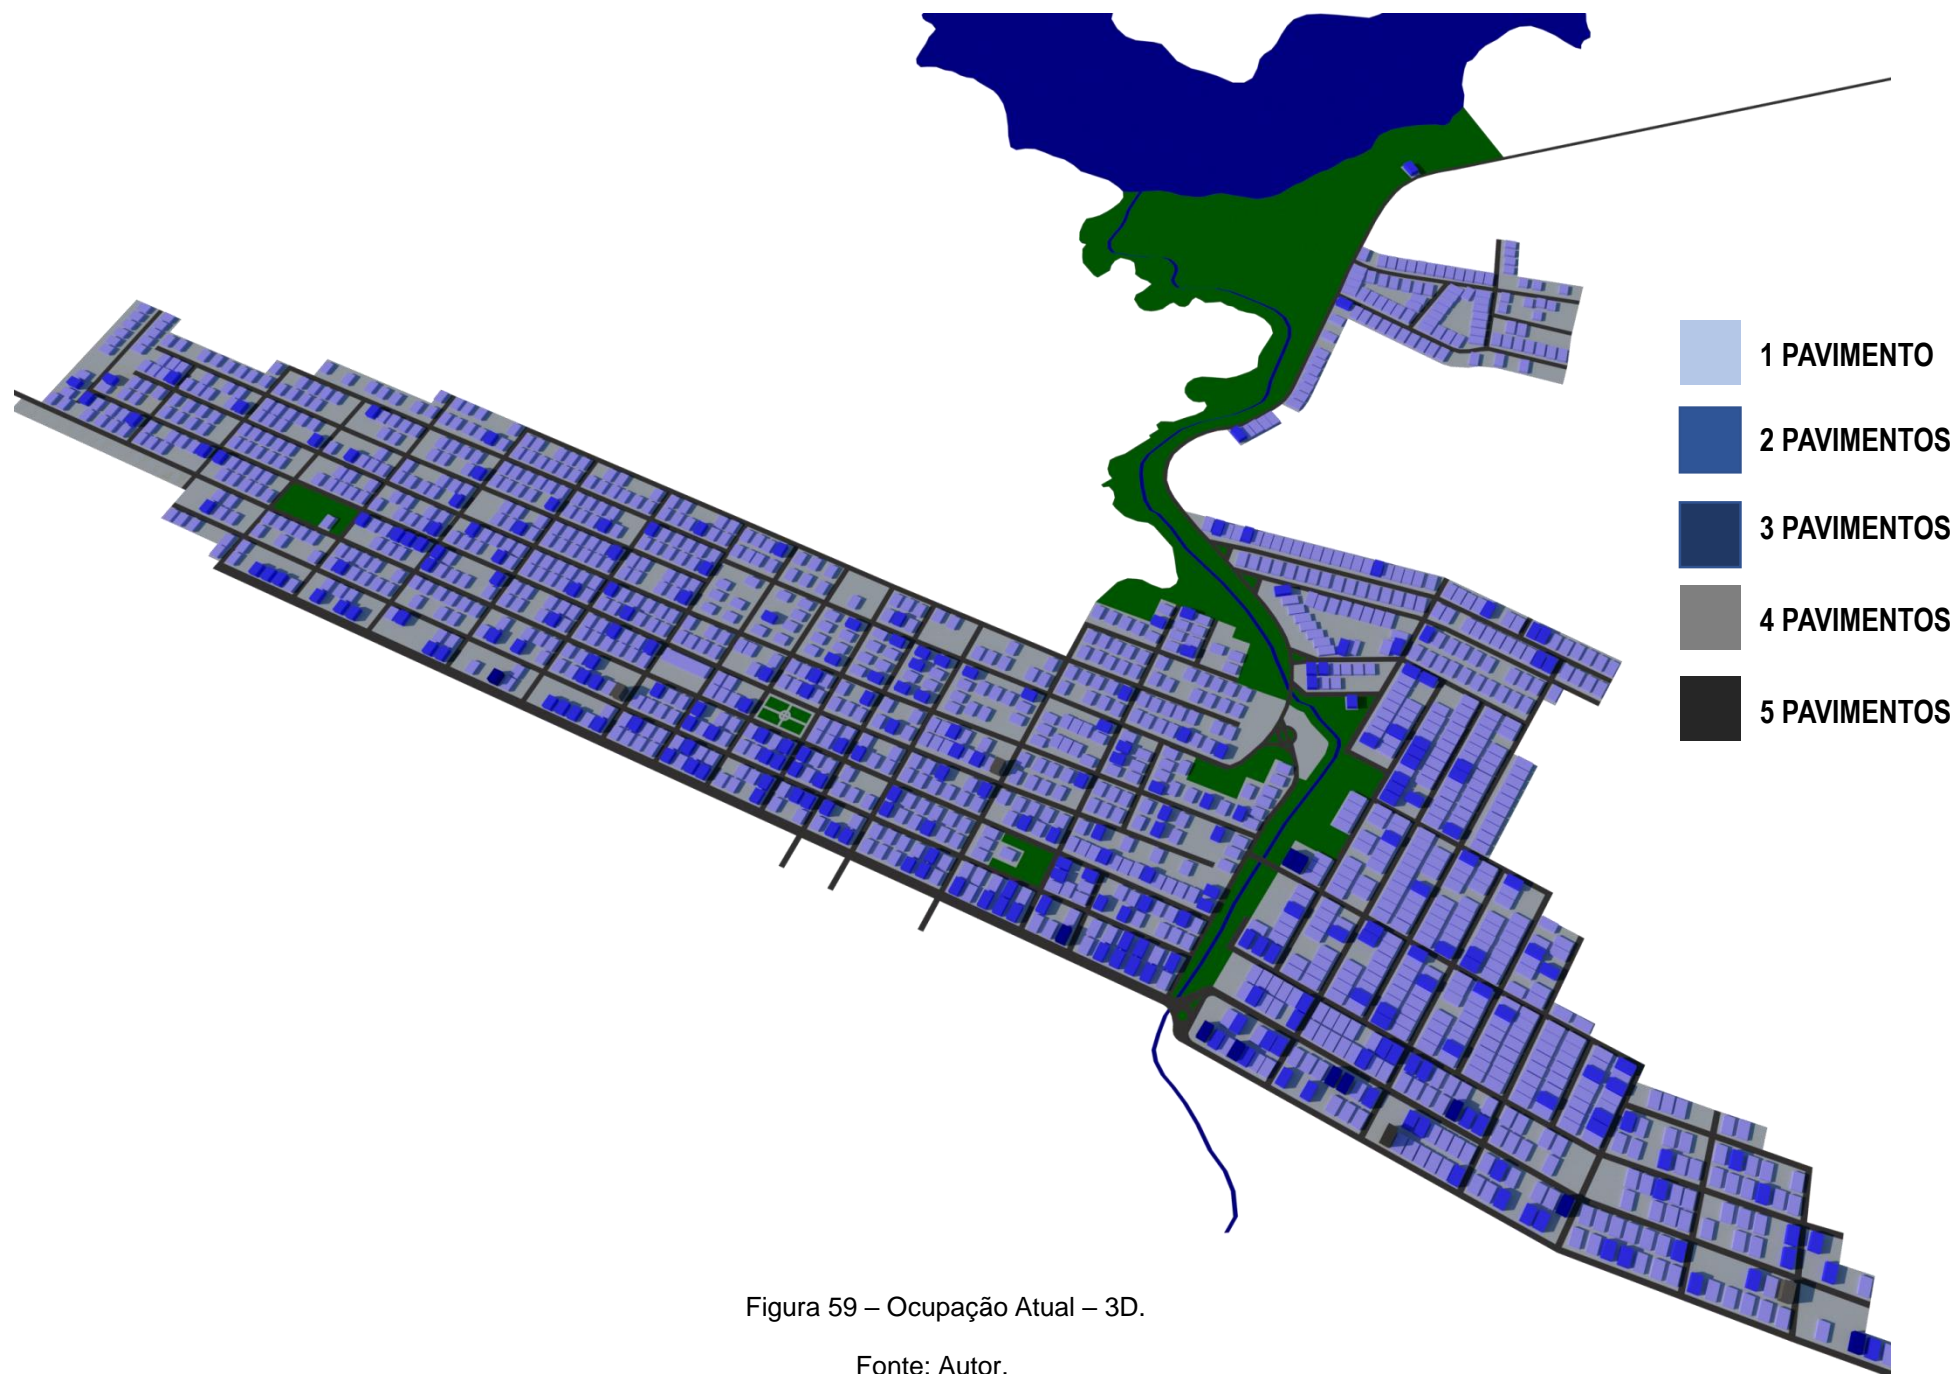 1 PAVIMENTO
2 PAVIMENTOS
3 PAVIMENTOS
4 PAVIMENTOS
5 PAVIMENTOS
Figura 59 – Ocupação Atual – 3D.
Fonte: Autor.